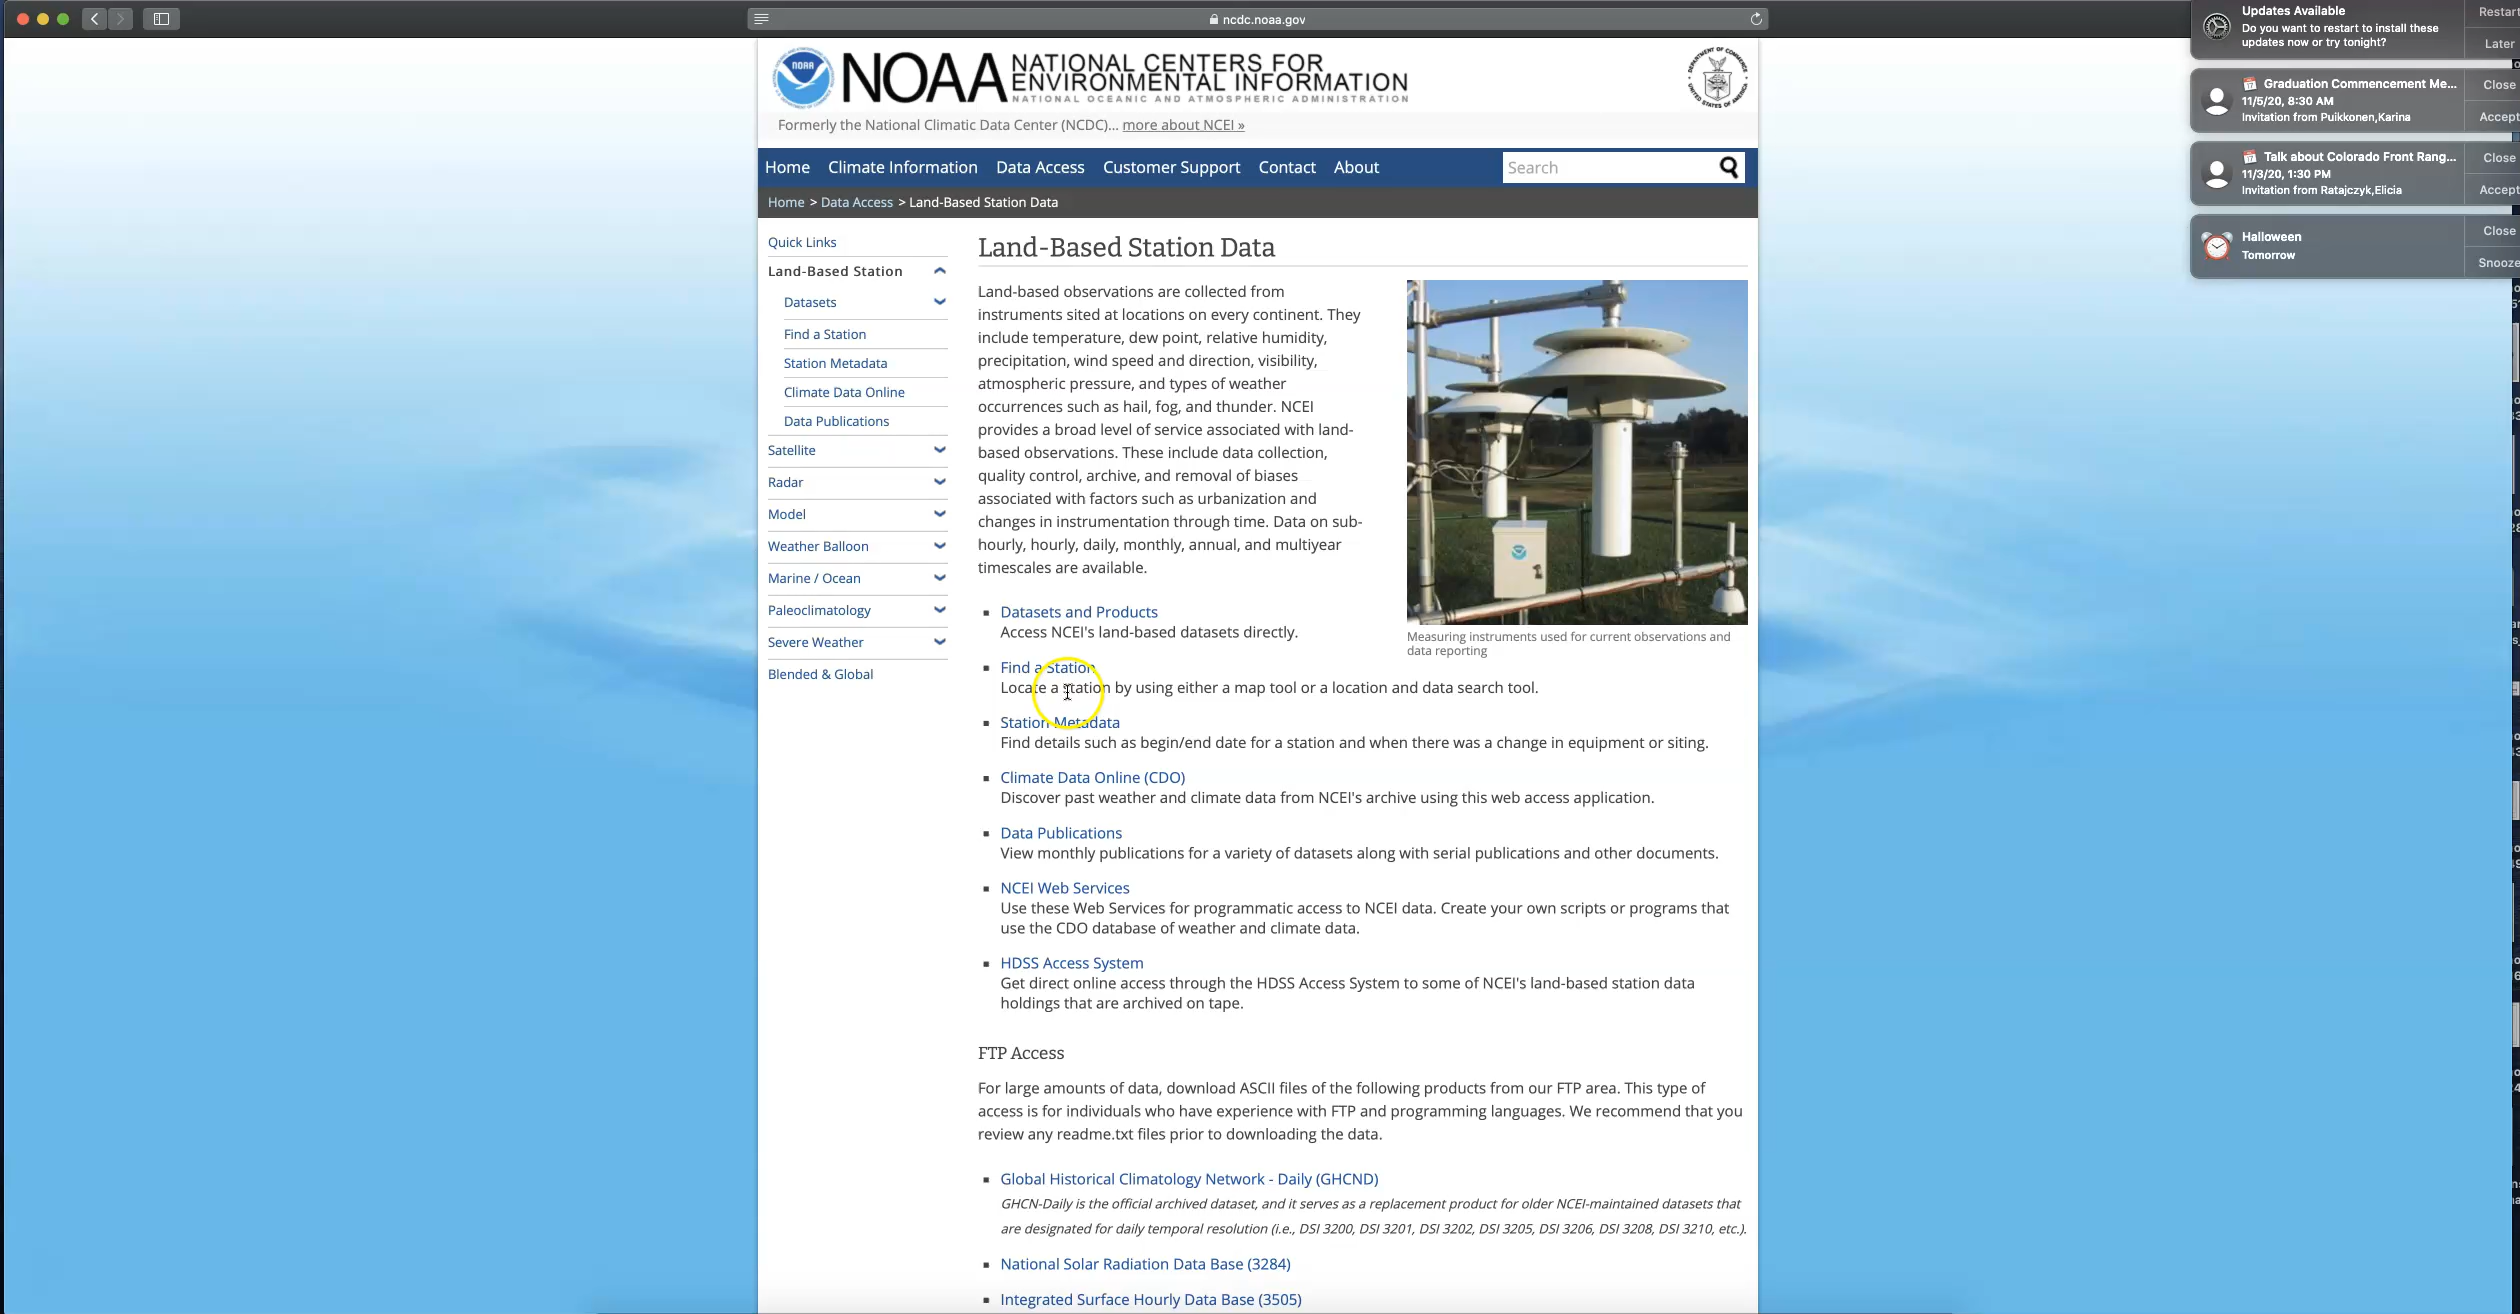 ncdc.noaa.gov
NOAA
NOAA NATIONAL CENTERS FOR
ENVIRONMENTAL INFORMATION
NATIONAL OCEANIC AND ATMOSPHERIC ADMINISTRATION
DEPARTMENT OF COMMERCE
UNITED STATES OF AMERICA
Formerly the National Climatic Data Center (NCDC)... more about NCEI »
Home Climate Information Data Access Customer Support Contact About Search
Home > Data Access > Land-Based Station Data
Quick Links
Land-Based Station
Datasets
Find a Station
Station Metadata
Climate Data Online
Data Publications
Satellite
Radar
Model
Weather Balloon
Marine / Ocean
Paleoclimatology
Severe Weather
Blended & Global
Land-Based Station Data
Land-based observations are collected from
instruments sited at locations on every continent. They
include temperature, dew point, relative humidity,
precipitation, wind speed and direction, visibility,
atmospheric pressure, and types of weather
occurrences such as hail, fog, and thunder. NCEI
provides a broad level of service associated with land-
based observations. These include data collection,
quality control, archive, and removal of biases
associated with factors such as urbanization and
changes in instrumentation through time. Data on sub-
hourly, hourly, daily, monthly, annual, and multiyear
timescales are available.
Measuring instruments used for current observations and
data reporting
Datasets and Products
Access NCEI's land-based datasets directly.
Find a Station
Locate a station by using either a map tool or a location and data search tool.
Station Metadata
Find details such as begin/end date for a station and when there was a change in equipment or siting.
Climate Data Online (CDO)
Discover past weather and climate data from NCEI's archive using this web access application.
Data Publications
View monthly publications for a variety of datasets along with serial publications and other documents.
NCEI Web Services
Use these Web Services for programmatic access to NCEI data. Create your own scripts or programs that
use the CDO database of weather and climate data.
HDSS Access System
Get direct online access through the HDSS Access System to some of NCEI's land-based station data
holdings that are archived on tape.
FTP Access
For large amounts of data, download ASCII files of the following products from our FTP area. This type of
access is for individuals who have experience with FTP and programming languages. We recommend that you
review any readme.txt files prior to downloading the data.
Global Historical Climatology Network - Daily (GHCND)
GHCN-Daily is the official archived dataset, and it serves as a replacement product for older NCEI-maintained datasets that
are designated for daily temporal resolution (i.e., DSI 3200, DSI 3201, DSI 3202, DSI 3205, DSI 3206, DSI 3208, DSI 3210, etc.).
National Solar Radiation Data Base (3284)
Integrated Surface Hourly Data Base (3505)
Updates Available
Do you want to restart to install these
updates now or try tonight?
Restart
Later
Graduation Commencement Me...
11/5/20, 8:30 AM
Invitation from Puikkonen,Karina
Close
Accept
Talk about Colorado Front Rang...
11/3/20, 1:30 PM
Invitation from Ratajczyk,Elicia
Close
Accept
Halloween
Tomorrow
Close
Snooze